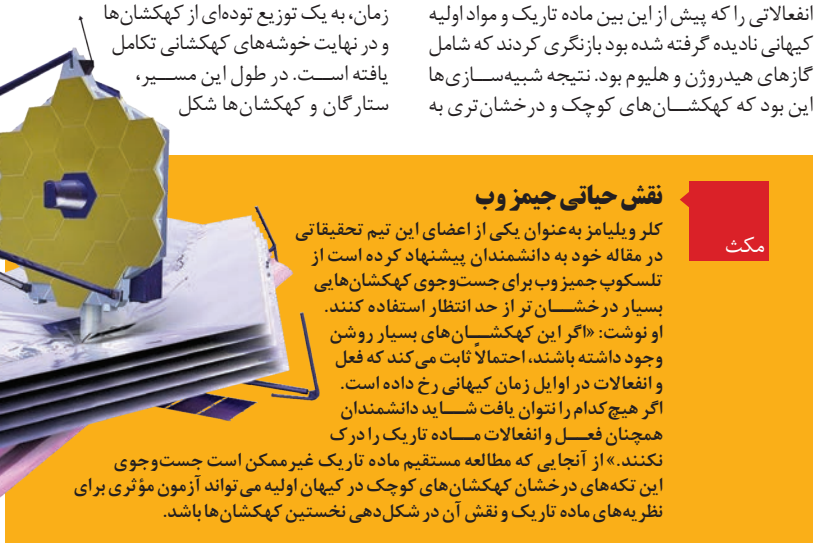 انفعالاتی را که پیش از این بین ماده تاریک و مواد اولیه
کیهانی نادیده گرفته شده بود بازنگری کردند که شامل
گازهای هیدروژن و هلیوم بود. نتیجه شبیه‌سازی‌ها
این بود که کهکشان‌های کوچک و درخشان‌تری به
زمان، به یک توزیع توده‌ای از کهکشان‌ها
و در نهایت خوشه‌های کهکشانی تکامل
یافته است. در طول این مسیر،
ستارگان و کهکشان‌ها شکل
مکث
نقش حیاتی جیمز وب
کلر ویلیامز به‌عنوان یکی از اعضای این تیم تحقیقاتی
در مقاله خود به دانشمندان پیشنهاد کرده است از
تلسکوپ جمیز وب برای جست‌وجوی کهکشان‌هایی
بسیار درخشان تر از حد انتظار استفاده کنند.
او نوشت: «اگر این کهکشان‌های بسیار روشن
وجود داشته باشند، احتمالاً ثابت می‌کند که فعل
و انفعالات در اوایل زمان کیهانی رخ داده است.
اگر هیچ‌کدام را نتوان یافت شاید دانشمندان
همچنان فعل و انفعالات ماده تاریک را درک
نکنند.» از آنجایی که مطالعه مستقیم ماده تاریک غیرممکن است جست‌وجوی
این تکه‌های درخشان کهکشان‌های کوچک در کیهان اولیه می‌تواند آزمون مؤثری برای
نظریه‌های ماده تاریک و نقش آن در شکل‌دهی نخستین کهکشان‌ها باشد.